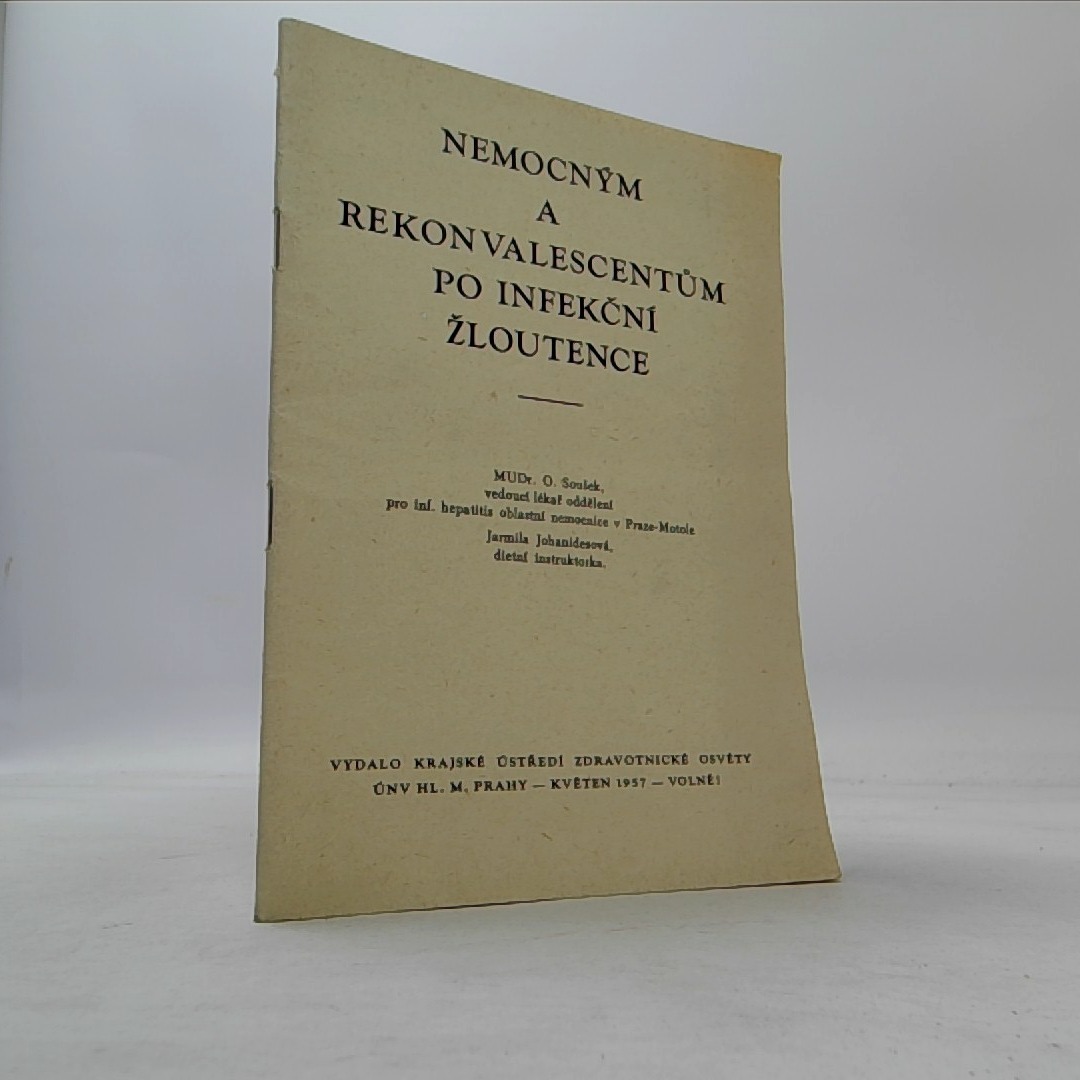 NEMOCNÝM
A
REKONVALESCENTŮM
PO INFEKČNÍ
ŽLOUTENCE
MUDr. O. Soušek,
vedoucí lékař oddělení
pro inf. hepatitis oblastní nemocnice v Praze-Motole
Jarmila Johanidesová,
dietní instruktorka.
VYDALO KRAJSKÉ ÚSTŘEDÍ ZDRAVOTNICKÉ OSVĚTY
ÚNV HL. M. PRAHY — KVĚTEN 1957 — VOLNĚ!